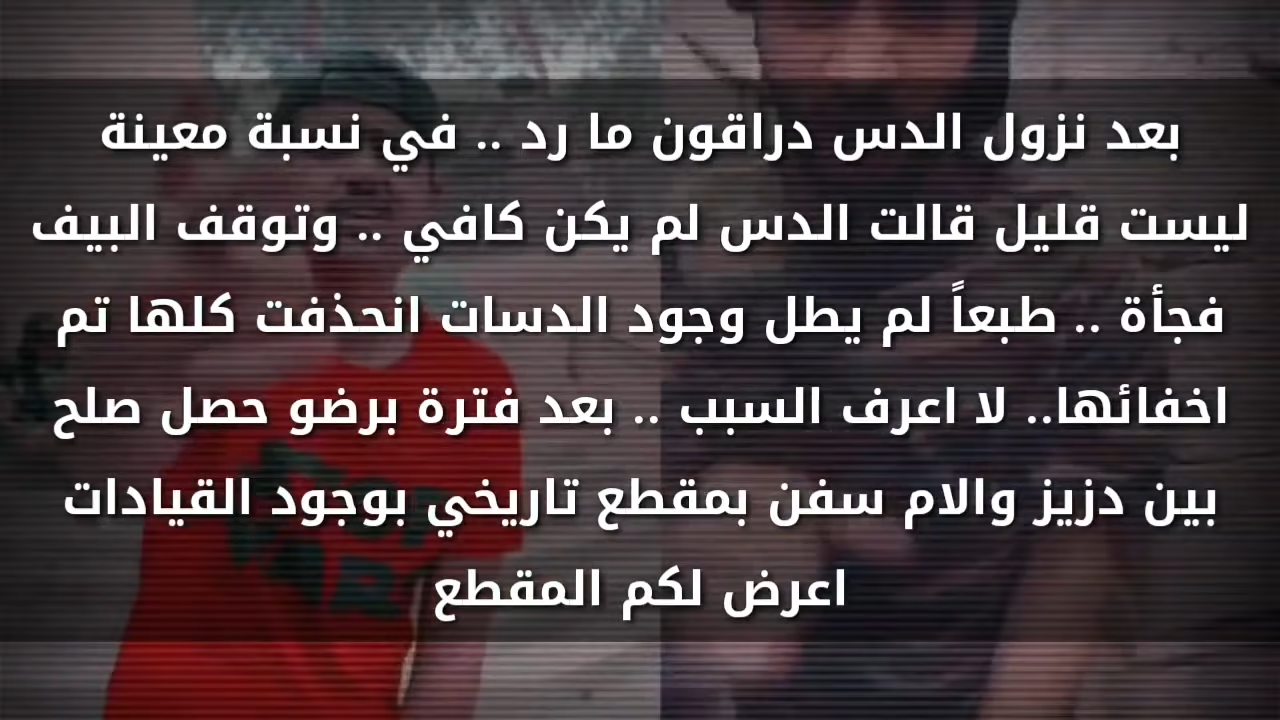 بعد نزول الدس دراقون ما رد .. في نسبة معينة
ليست قليل قالت الدس لم يكن كافي .. وتوقف البيف
فجأة .. طبعاً لم يطل وجود الدسات انحذفت كلها تم
اخفائها.. لا اعرف السبب .. بعد فترة برضو حصل صلح
بين دزيز والام سفن بمقطع تاريخي بوجود القيادات
اعرض لكم المقطع